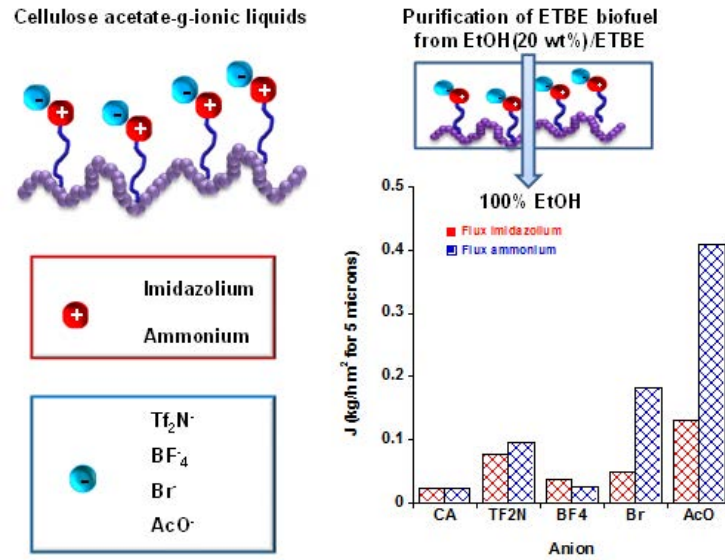 Cellulose acetate-g-ionic liquids
+
-
Imidazolium
Ammonium
Tf₂N⁻
BF⁻₄
Br⁻
AcO⁻
Purification of ETBE biofuel
from EtOH(20 wt%)/ETBE
100% EtOH
Flux imidazolium
Flux ammonium
J (kg/h m² for 5 microns)
0.5
0.4
0.3
0.2
0.1
0
CA TF2N BF4 Br AcO
Anion